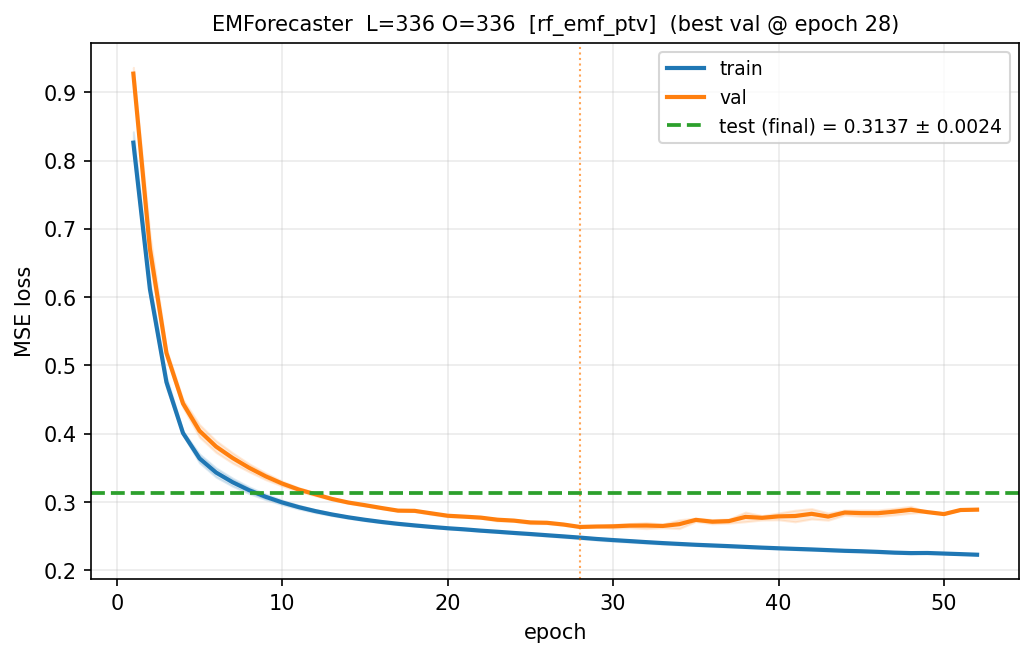 EMForecaster L=336 O=336 [rf_emf_ptv] (best val @ epoch 28)
train
val
test (final) = 0.3137 ± 0.0024
MSE loss
0.9
0.8
0.7
0.6
0.5
0.4
0.3
0.2
0 10 20 30 40 50
epoch